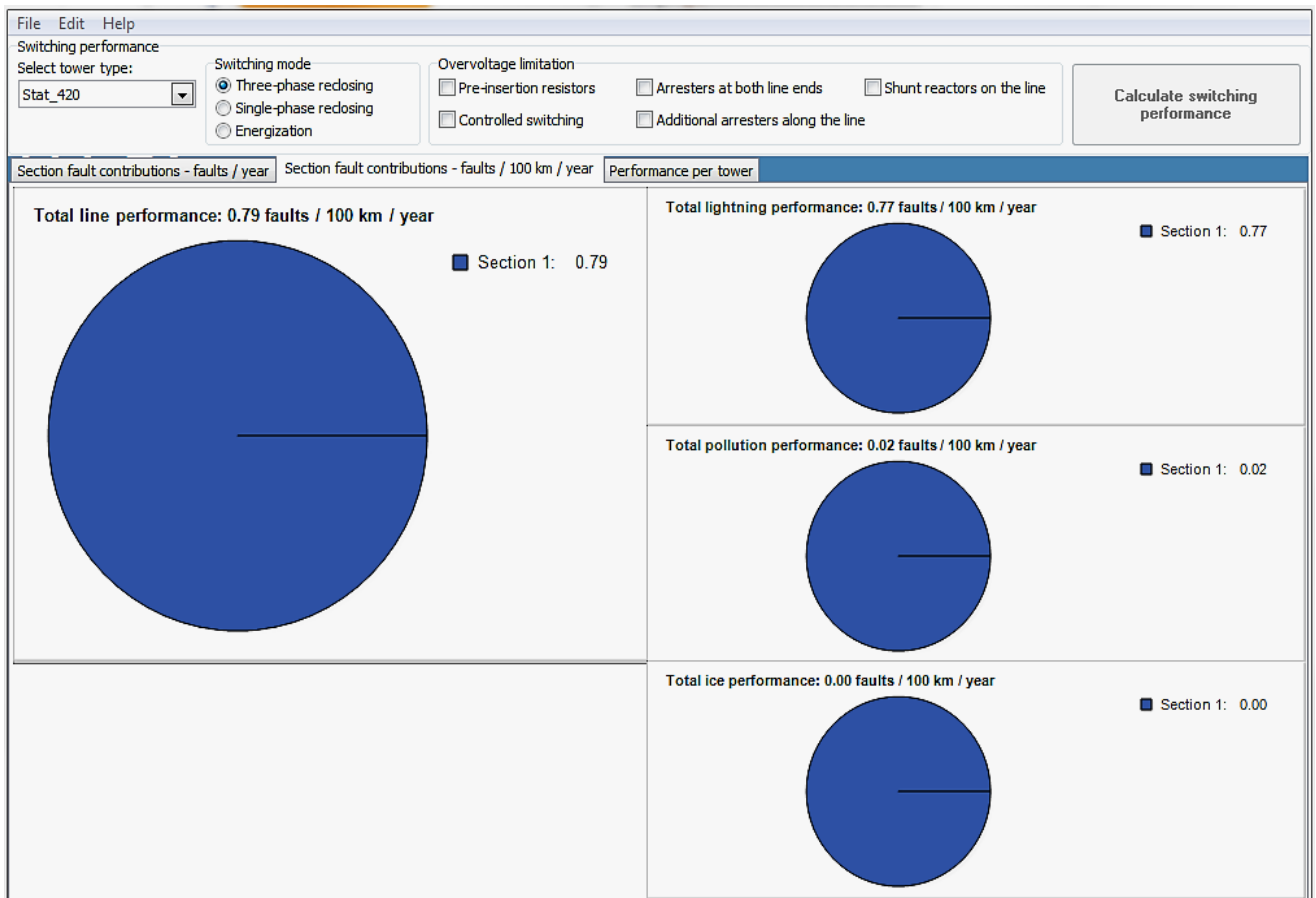 File Edit Help
Switching performance
Select tower type:
Stat_420
Switching mode
Three-phase reclosing
Single-phase reclosing
Energization
Overvoltage limitation
Pre-insertion resistors
Arresters at both line ends
Shunt reactors on the line
Controlled switching
Additional arresters along the line
Calculate switching
performance
Section fault contributions - faults / year
Section fault contributions - faults / 100 km / year
Performance per tower
Total line performance: 0.79 faults / 100 km / year
Section 1: 0.79
Total lightning performance: 0.77 faults / 100 km / year
Section 1: 0.77
Total pollution performance: 0.02 faults / 100 km / year
Section 1: 0.02
Total ice performance: 0.00 faults / 100 km / year
Section 1: 0.00